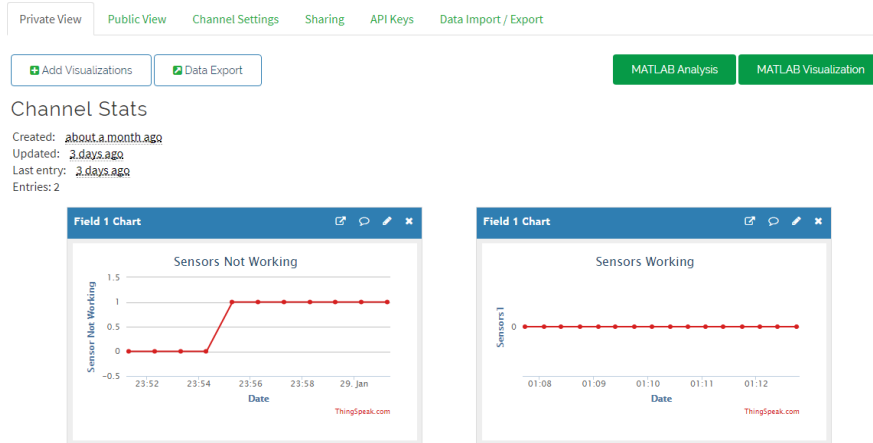 Private View Public View Channel Settings Sharing API Keys Data Import / Export
Add Visualizations Data Export MATLAB Analysis MATLAB Visualization
Channel Stats
Created: about a month ago
Updated: 3 days ago
Last entry: 3 days ago
Entries: 2
Field 1 Chart
Sensors Not Working
Sensor Not Working
1.5
1
0.5
0
-0.5
23:52 23:54 23:56 23:58 29. Jan
Date
ThingSpeak.com
Field 1 Chart
Sensors Working
Sensors1
0
01:08 01:09 01:10 01:11 01:12
Date
ThingSpeak.com